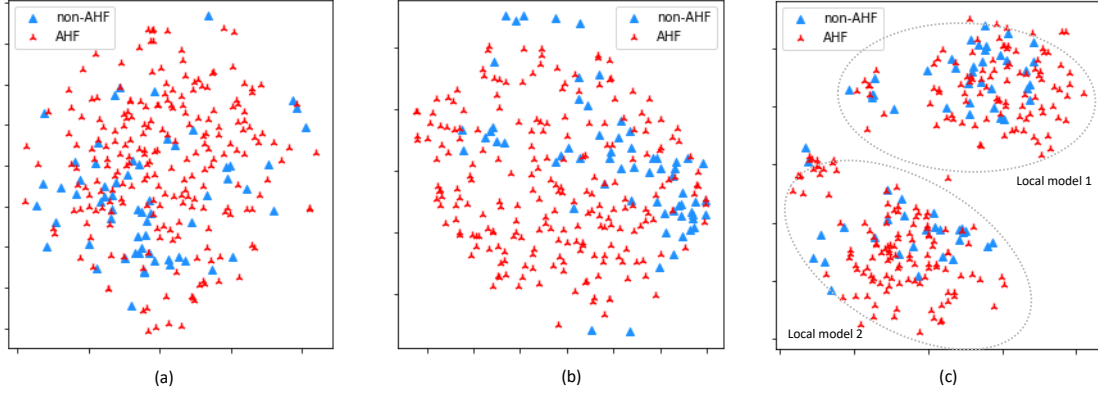 non-AHF
AHF
(a)
non-AHF
AHF
(b)
non-AHF
AHF
Local model 1
Local model 2
(c)